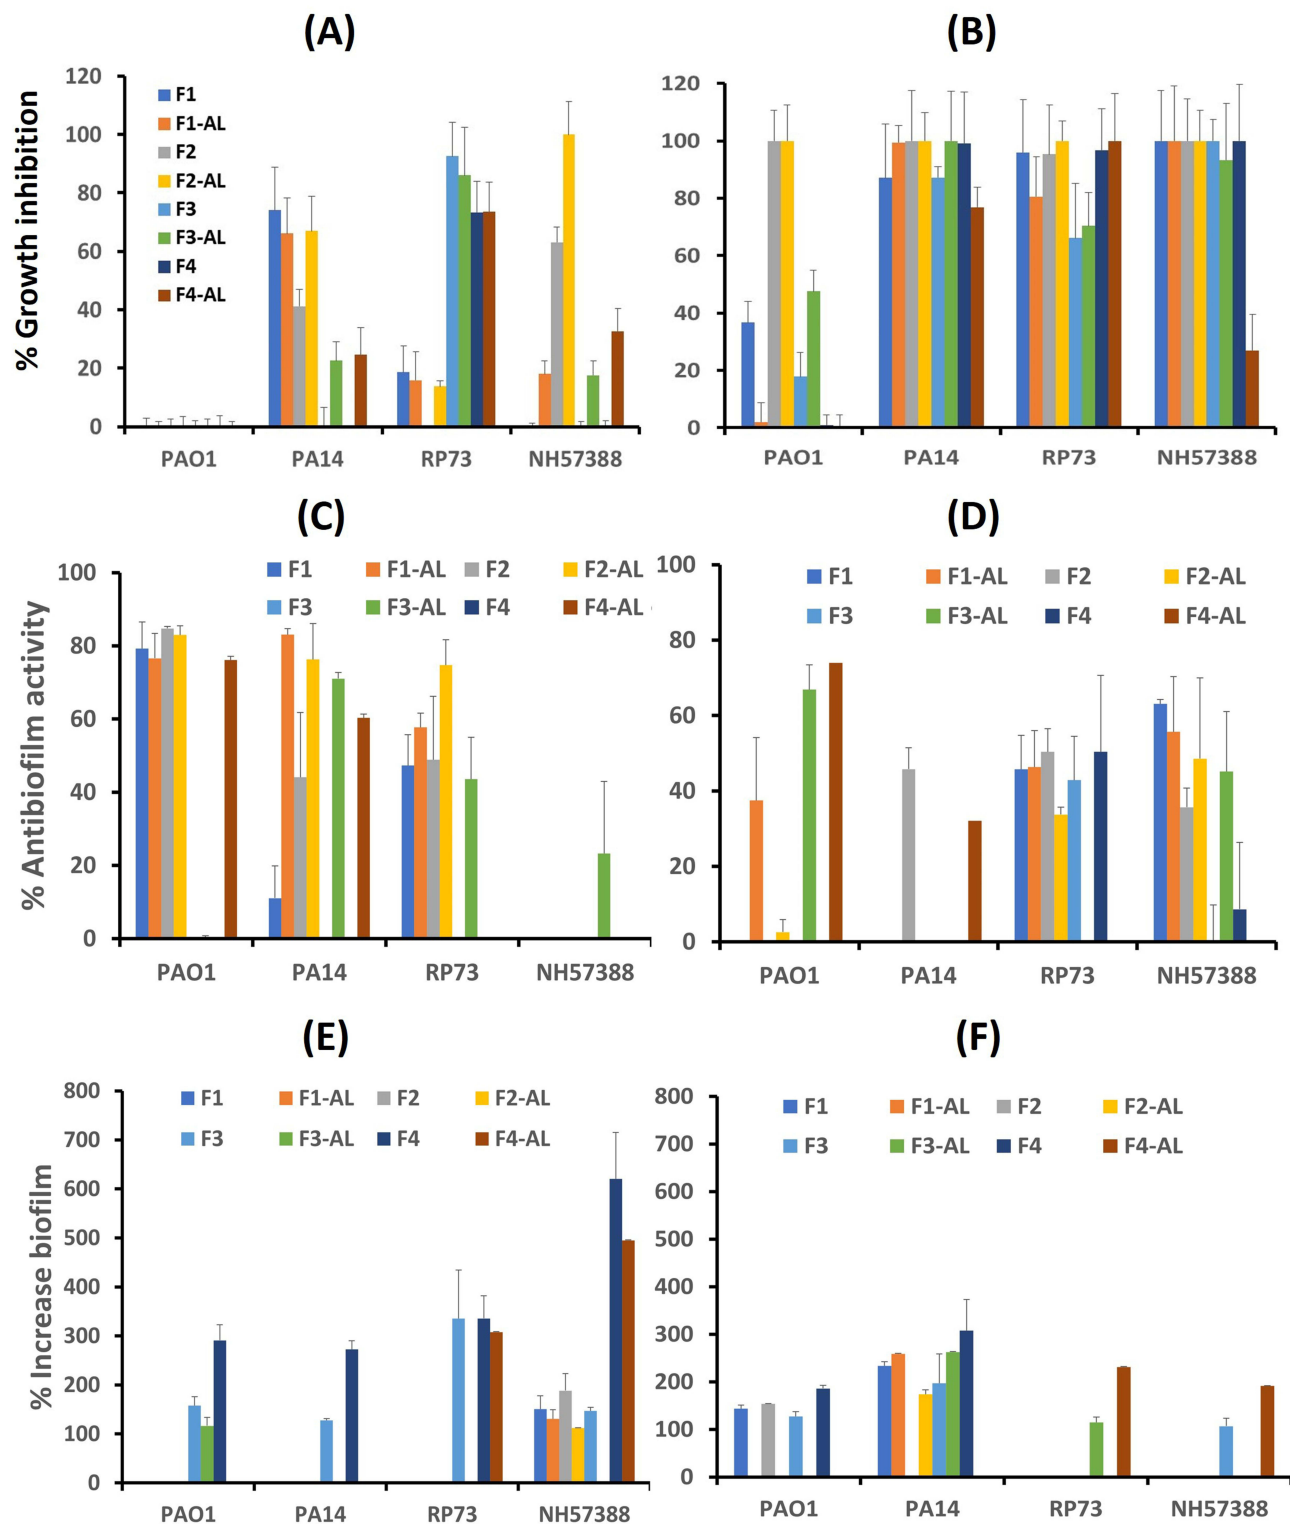 (A)
% Growth inhibition
120
100
80
60
40
20
0
F1
F1-AL
F2
F2-AL
F3
F3-AL
F4
F4-AL
PAO1 PA14 RP73 NH57388
(B)
120
100
80
60
40
20
0
PAO1 PA14 RP73 NH57388
(C)
% Antibiofilm activity
100
80
60
40
20
0
F1 F1-AL F2 F2-AL
F3 F3-AL F4 F4-AL
PAO1 PA14 RP73 NH57388
(D)
100
80
60
40
20
0
F1 F1-AL F2 F2-AL
F3 F3-AL F4 F4-AL
PAO1 PA14 RP73 NH57388
(E)
% Increase biofilm
800
700
600
500
400
300
200
100
0
F1 F1-AL F2 F2-AL
F3 F3-AL F4 F4-AL
PAO1 PA14 RP73 NH57388
(F)
800
700
600
500
400
300
200
100
0
F1 F1-AL F2 F2-AL
F3 F3-AL F4 F4-AL
PAO1 PA14 RP73 NH57388